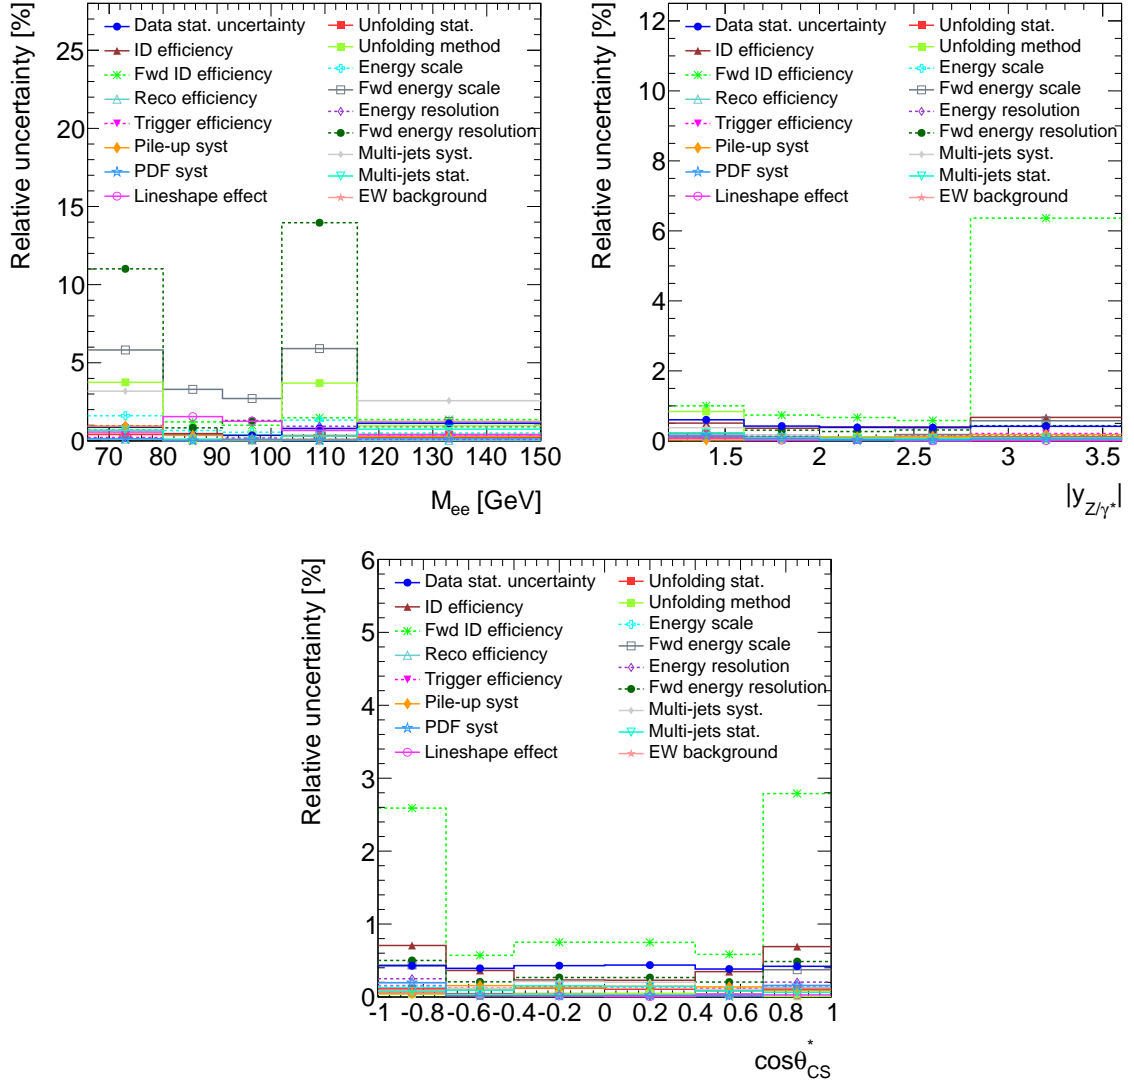 Relative uncertainty [%]
25
20
15
10
5
0
Data stat. uncertainty
ID efficiency
Fwd ID efficiency
Reco efficiency
Trigger efficiency
Pile-up syst
PDF syst
Lineshape effect
Unfolding stat.
Unfolding method
Energy scale
Fwd energy scale
Energy resolution
Fwd energy resolution
Multi-jets syst.
Multi-jets stat.
EW background
70 80 90 100 110 120 130 140 150
M_ee [GeV]
Relative uncertainty [%]
12
10
8
6
4
2
0
Data stat. uncertainty
ID efficiency
Fwd ID efficiency
Reco efficiency
Trigger efficiency
Pile-up syst
PDF syst
Lineshape effect
Unfolding stat.
Unfolding method
Energy scale
Fwd energy scale
Energy resolution
Fwd energy resolution
Multi-jets syst.
Multi-jets stat.
EW background
1.5 2 2.5 3 3.5
|y_Z/γ*|
Relative uncertainty [%]
6
5
4
3
2
1
0
Data stat. uncertainty
ID efficiency
Fwd ID efficiency
Reco efficiency
Trigger efficiency
Pile-up syst
PDF syst
Lineshape effect
Unfolding stat.
Unfolding method
Energy scale
Fwd energy scale
Energy resolution
Fwd energy resolution
Multi-jets syst.
Multi-jets stat.
EW background
-1 -0.8 -0.6 -0.4 -0.2 0 0.2 0.4 0.6 0.8 1
cosθ*_CS